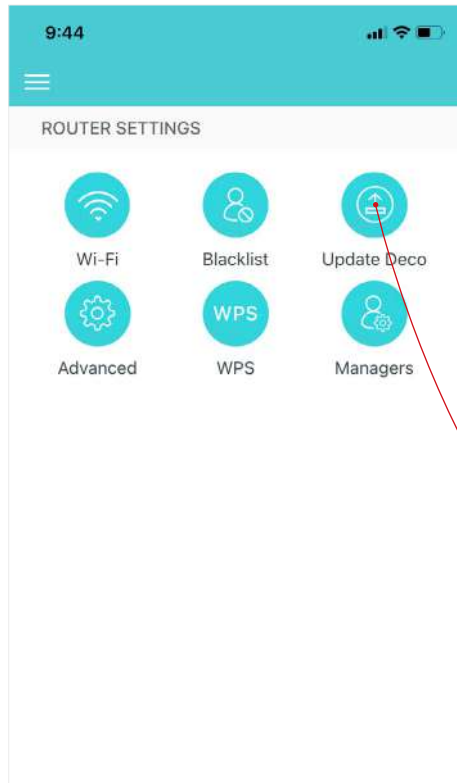 9:44
ROUTER SETTINGS
Wi-Fi Blacklist Update Deco
WPS
Advanced WPS Managers